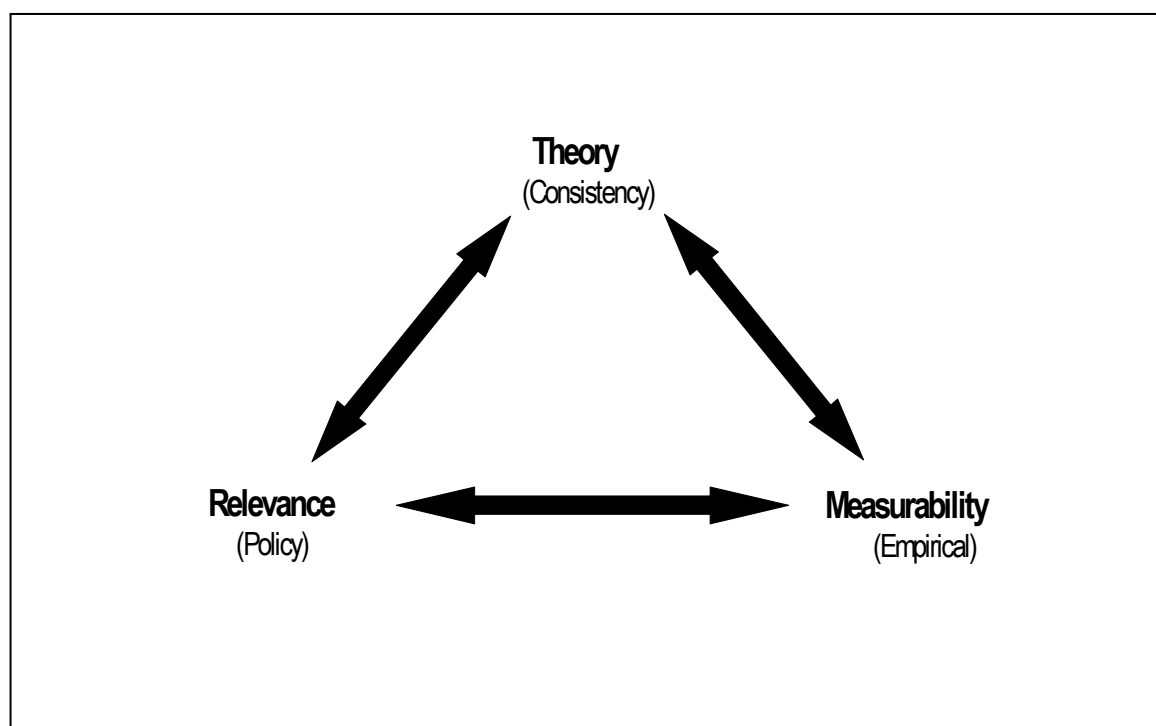 Theory
(Consistency)
Relevance
(Policy)
Measurability
(Empirical)